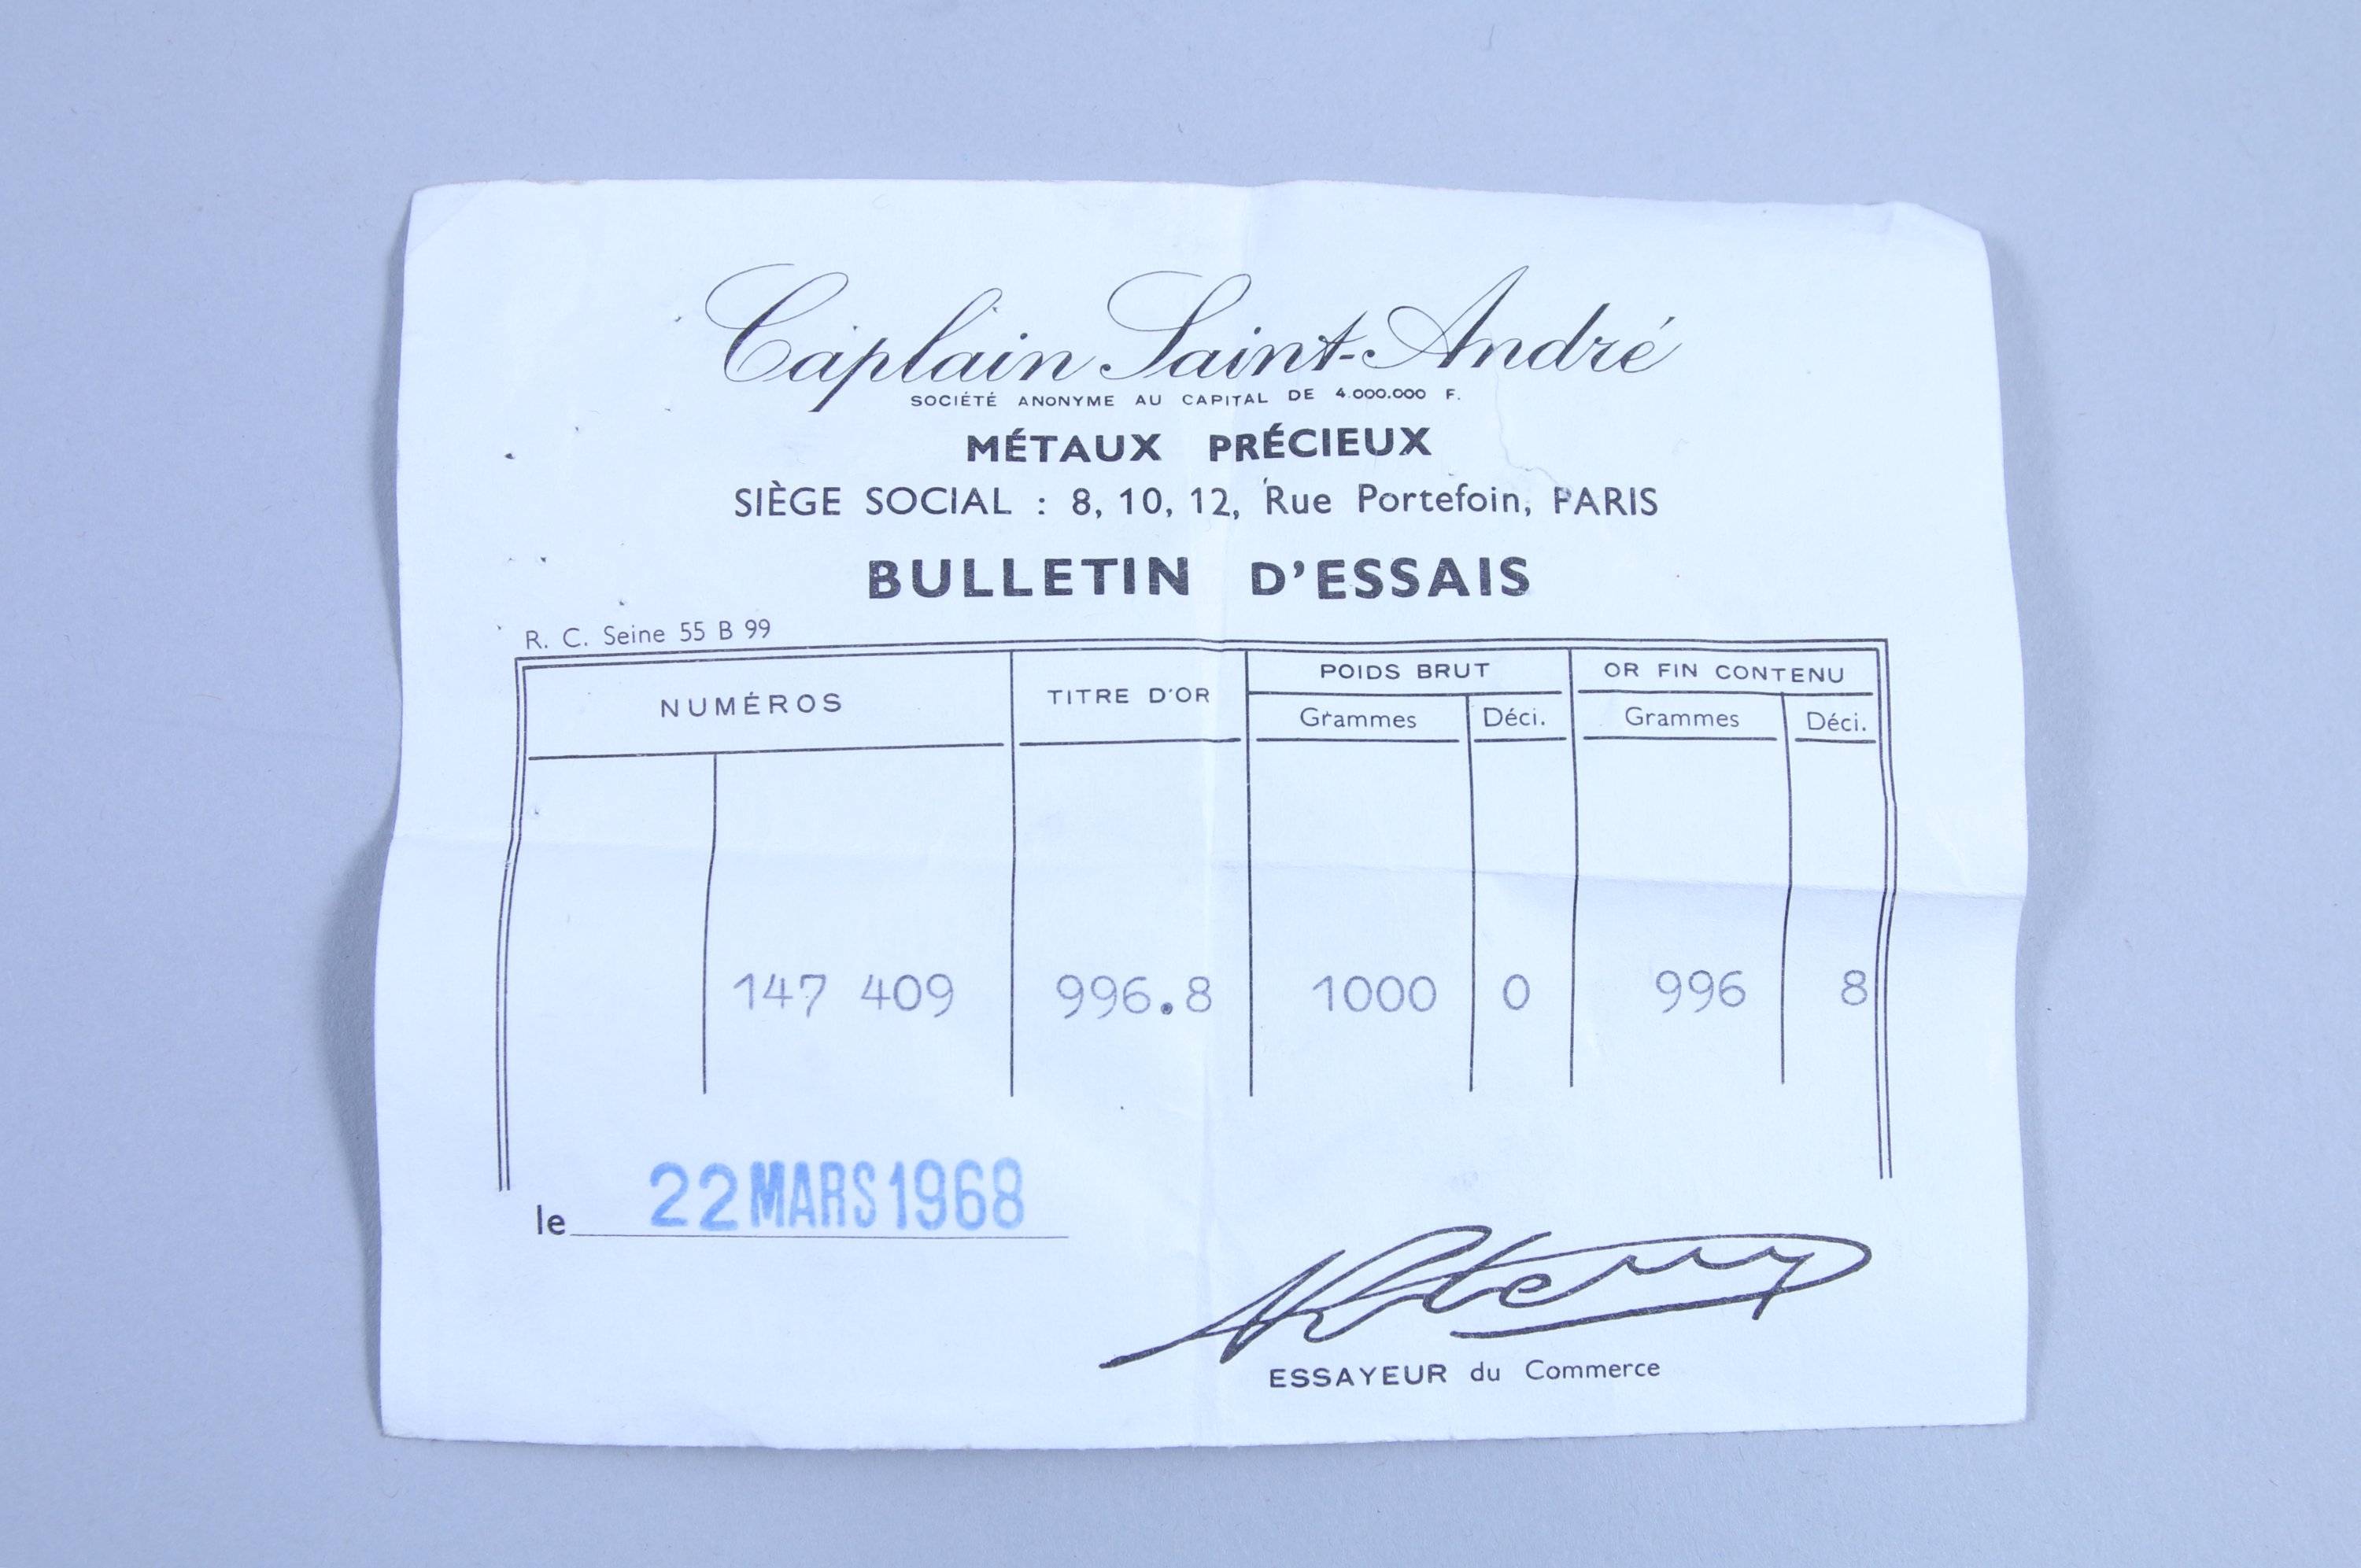 Caplain Saint-André
SOCIÉTÉ ANONYME AU CAPITAL DE 4.000.000 F.
MÉTAUX PRÉCIEUX
SIÈGE SOCIAL : 8, 10, 12, Rue Portefoin, PARIS
BULLETIN D'ESSAIS
R. C. Seine 55 B 99
NUMÉROS TITRE D'OR POIDS BRUT OR FIN CONTENU
Grammes Déci. Grammes Déci.
147 409 996.8 1000 0 996 8
le 22 MARS 1968
ESSAYEUR du Commerce